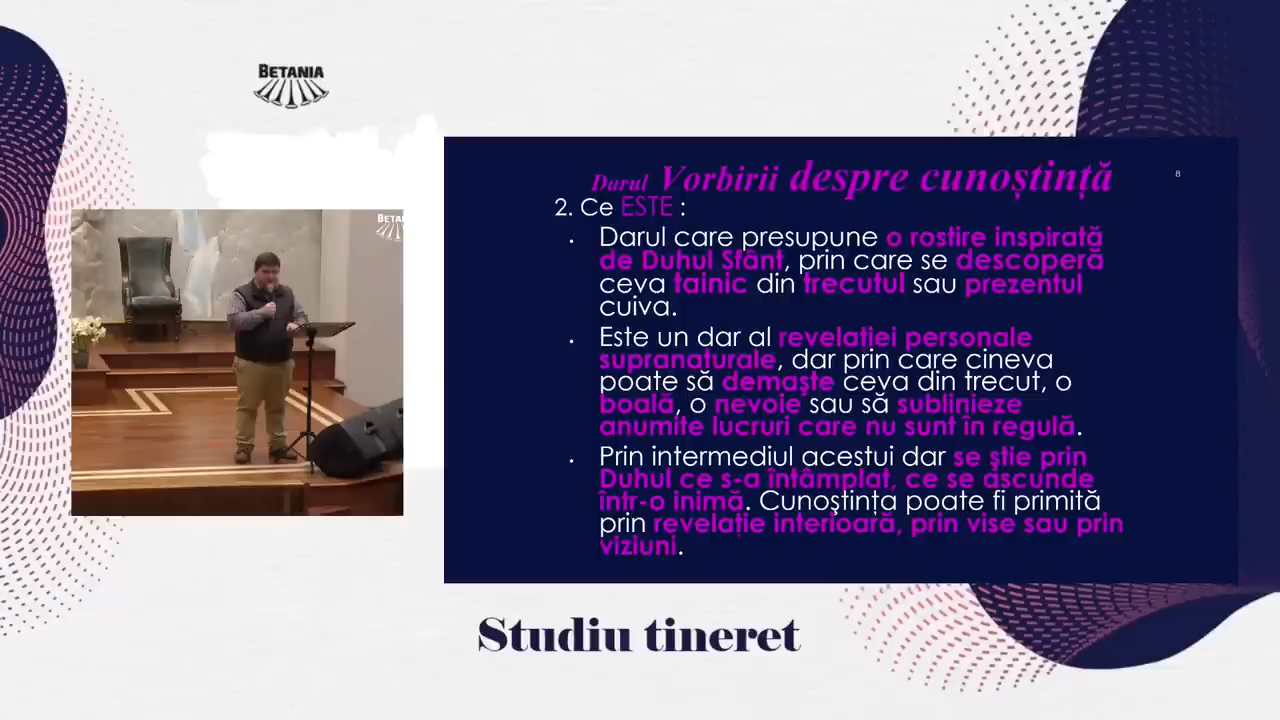 BETANIA
Darul Vorbirii despre cunoștință
8
2. Ce ESTE :
• Darul care presupune o rostire inspirată
de Duhul Sfânt, prin care se descoperă
ceva tainic din trecutul sau prezentul
cuiva.
• Este un dar al revelației personale
supranaturale, dar prin care cineva
poate să demaşte ceva din trecut, o
boală, o nevoie sau să sublinieze
anumite lucruri care nu sunt în regulă.
• Prin intermediul acestui dar se ştie prin
Duhul ce s-a întâmplat, ce se ascunde
într-o inimă. Cunoştința poate fi primită
prin revelație interioară, prin vise sau prin
viziuni.
BETA
Studiu tineret